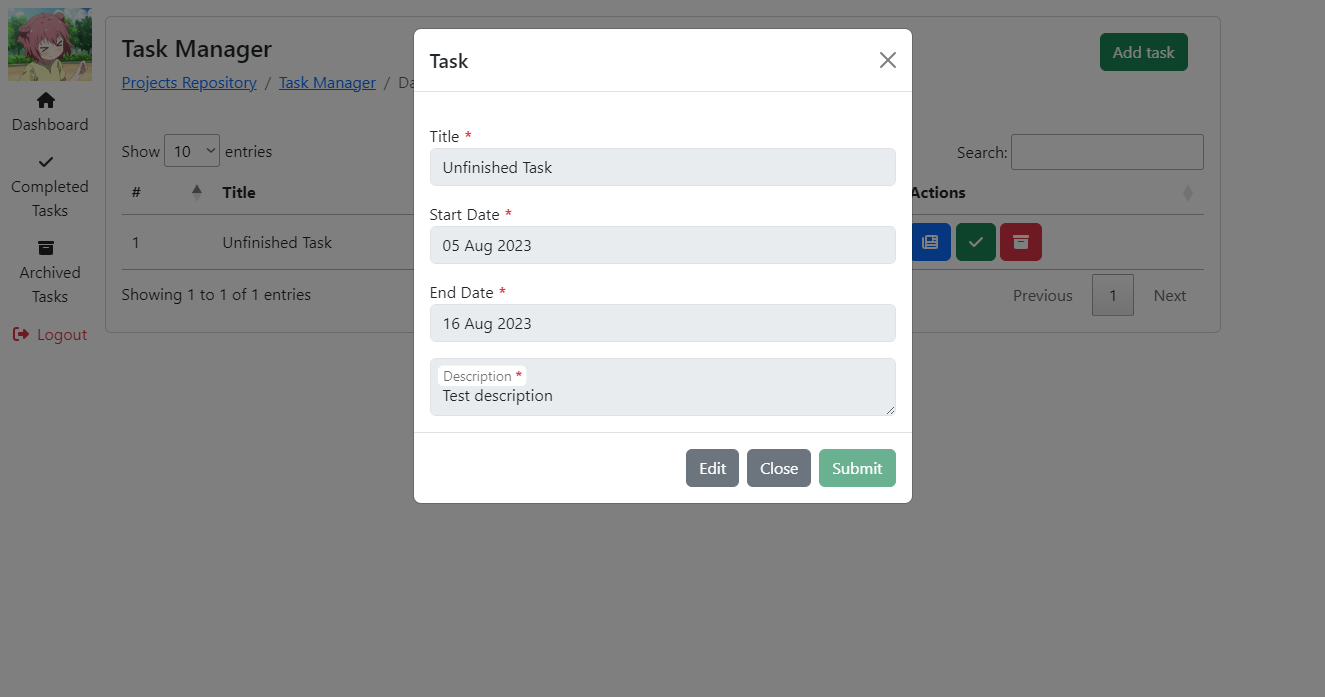 Task Manager
Projects Repository / Task Manager / Da
Add task
Dashboard
Completed
Tasks
Archived
Tasks
Logout
Show 10 entries
Search:
# Title
Actions
1 Unfinished Task
Showing 1 to 1 of 1 entries
Previous 1 Next
Task
Title *
Unfinished Task
Start Date *
05 Aug 2023
End Date *
16 Aug 2023
Description *
Test description
Edit Close Submit